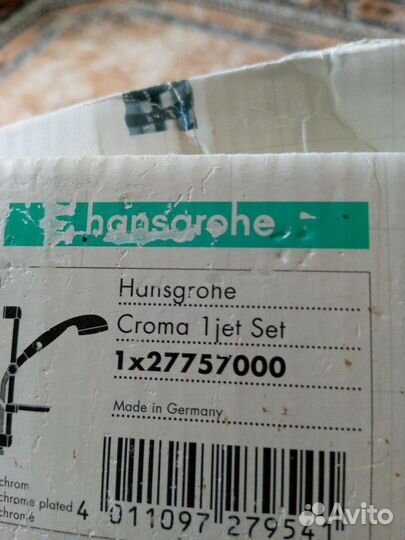 hansgrohe
Hansgrohe
Croma 1jet Set
1x27757000
Made in Germany
chrom
chrome plated
chromé
4 011097 279541
Avito